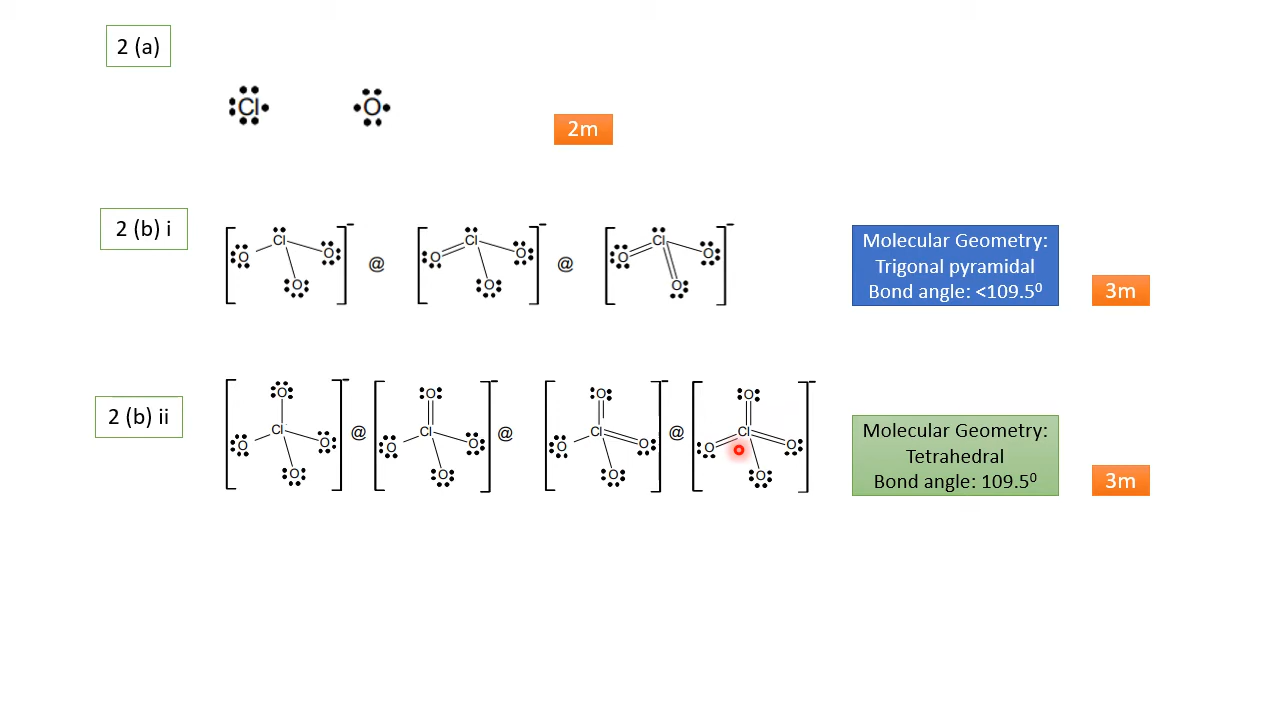 2 (a)
Cl O
2m
2 (b) i
Cl O O O - @ Cl O O O - @ Cl O O O -
Molecular Geometry:
Trigonal pyramidal
Bond angle: <109.5⁰
3m
2 (b) ii
O Cl O O O - @ O Cl O O O - @ O Cl O O O - @ O Cl O O O -
Molecular Geometry:
Tetrahedral
Bond angle: 109.5⁰
3m